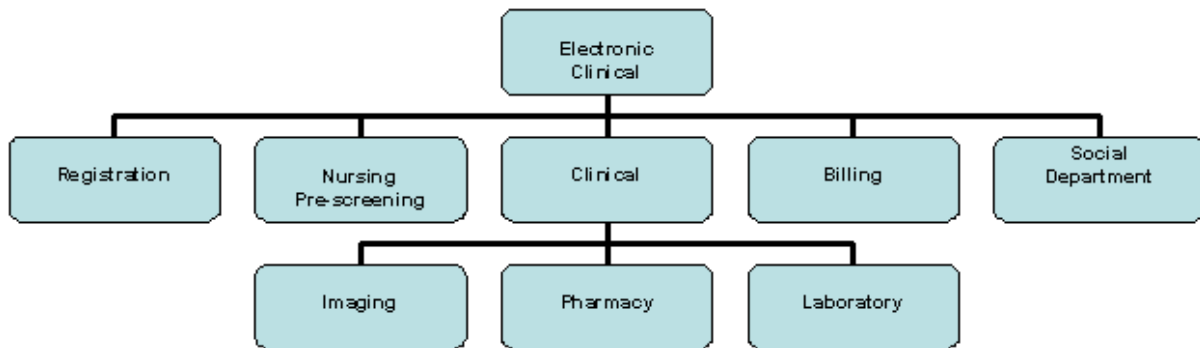 Electronic
Clinical
Registration
Nursing
Pre-screening
Clinical
Billing
Social
Department
Imaging
Pharmacy
Laboratory